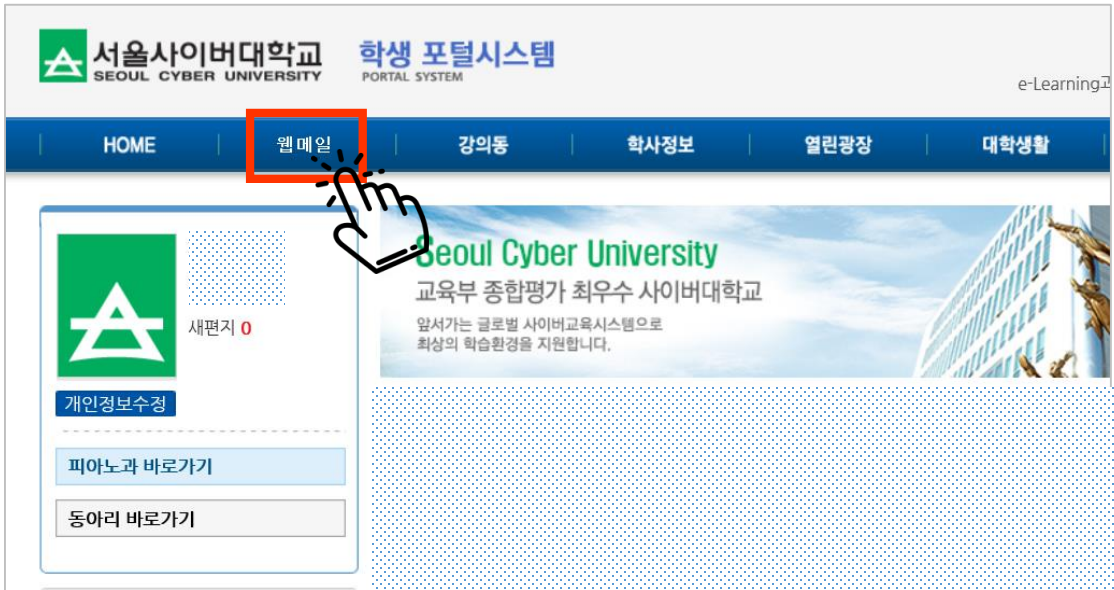 서울사이버대학교
SEOUL CYBER UNIVERSITY
학생 포털시스템
PORTAL SYSTEM
e-Learning
HOME 웹메일 강의동 학사정보 열린광장 대학생활
새편지 0
개인정보수정
피아노과 바로가기
동아리 바로가기
Seoul Cyber University
교육부 종합평가 최우수 사이버대학교
앞서가는 글로벌 사이버교육시스템으로
최상의 학습환경을 지원합니다.